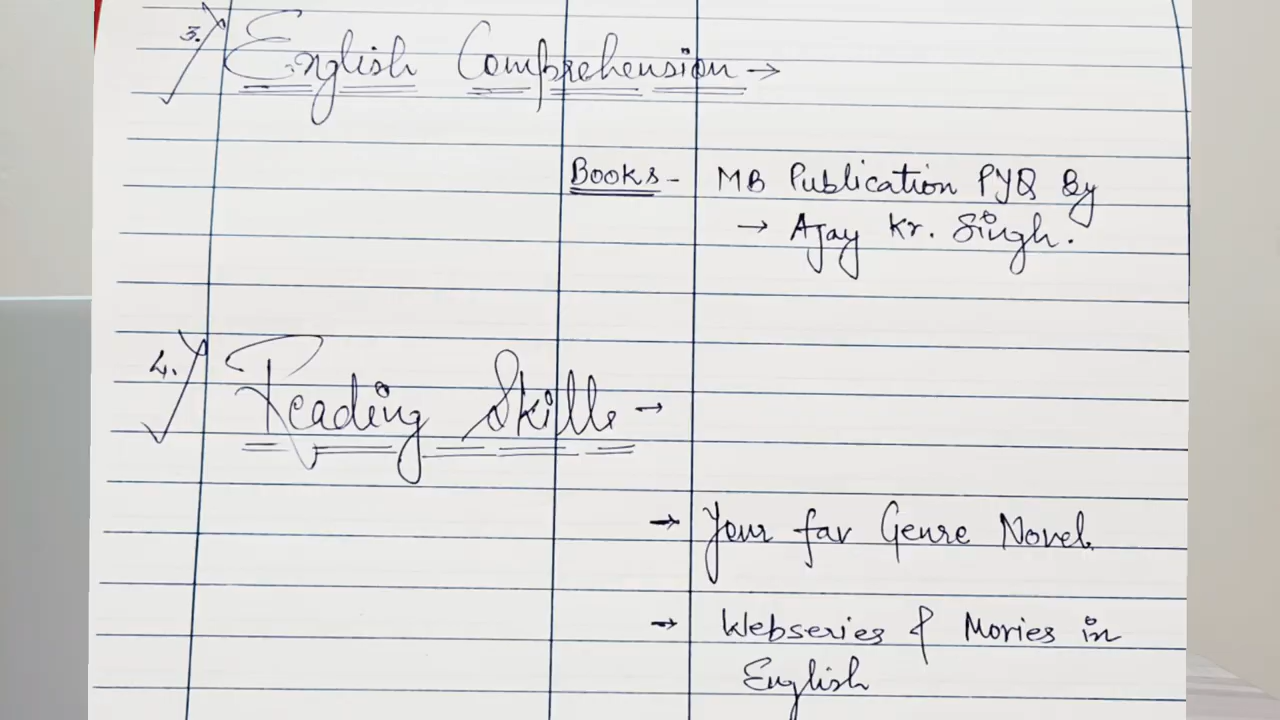 3. English Comprehension →
Books - MB Publication PYQ By
→ Ajay Kr. Singh.
4. Reading Skills →
→ Your fav Genre Novel.
→ Webseries & Movies in
English